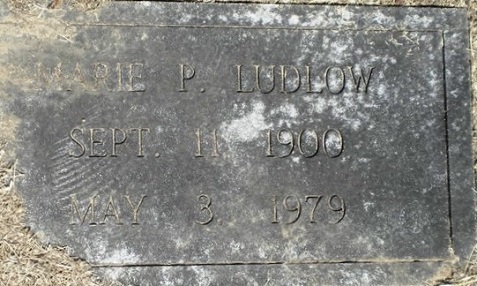 MARIE P. LUDLOW
SEPT. 11 1900
MAY 3. 1979